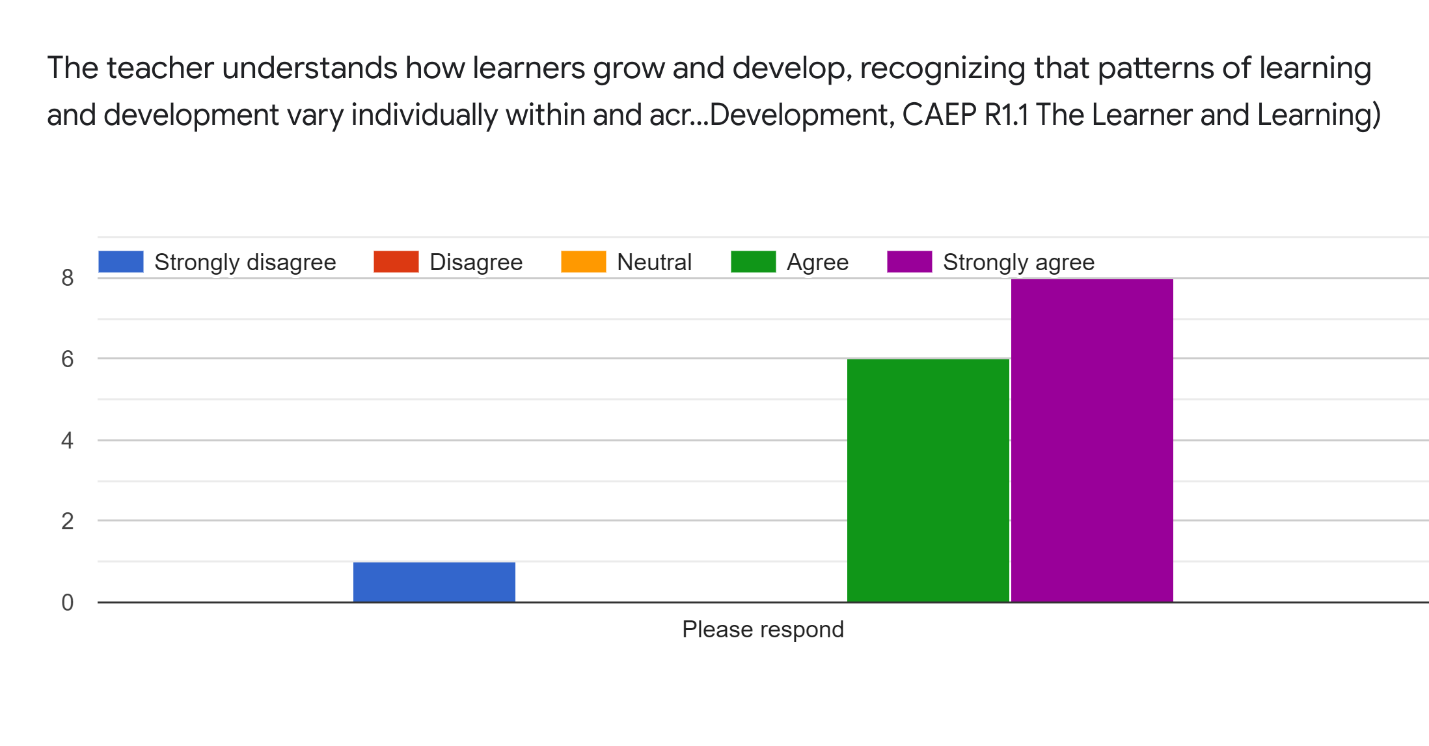 The teacher understands how learners grow and develop, recognizing that patterns of learning
and development vary individually within and acr...Development, CAEP R1.1 The Learner and Learning)
Strongly disagree Disagree Neutral Agree Strongly agree
8
6
4
2
0
Please respond